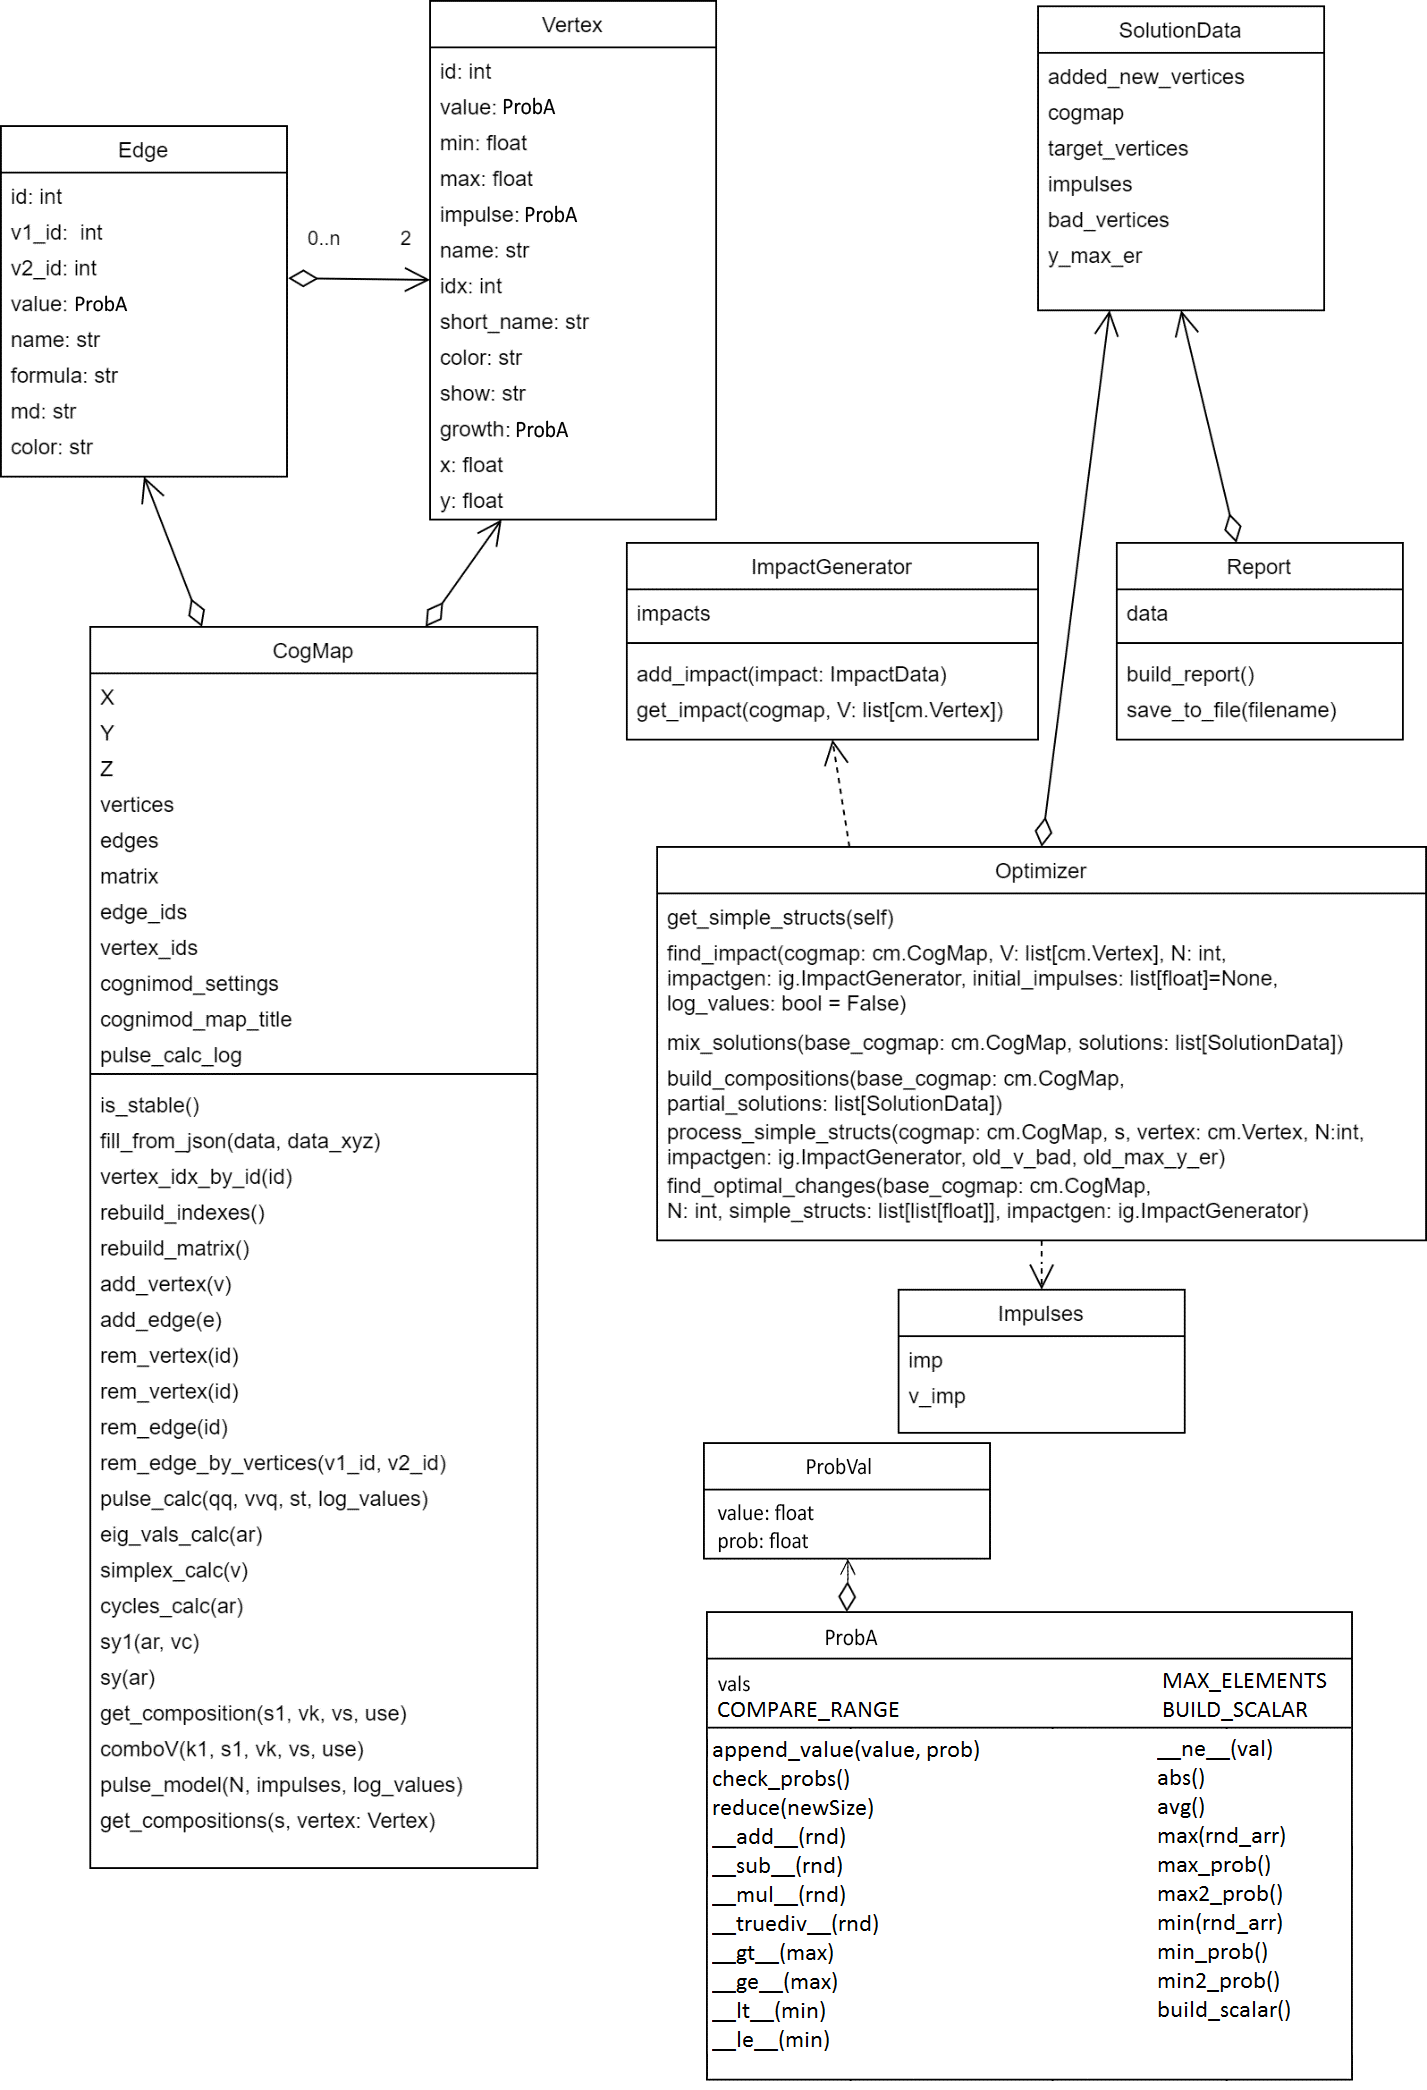 Vertex
id: int
value: ProbA
min: float
max: float
impulse: ProbA
name: str
idx: int
short_name: str
color: str
show: str
growth: ProbA
x: float
y: float
SolutionData
added_new_vertices
cogmap
target_vertices
impulses
bad_vertices
y_max_er
Edge
id: int
v1_id:  int
v2_id: int
value: ProbA
name: str
formula: str
md: str
color: str
0..n
2
ImpactGenerator
impacts
add_impact(impact: ImpactData)
get_impact(cogmap, V: list[cm.Vertex])
Report
data
build_report()
save_to_file(filename)
CogMap
X
Y
Z
vertices
edges
matrix
edge_ids
vertex_ids
cognimod_settings
cognimod_map_title
pulse_calc_log
is_stable()
fill_from_json(data, data_xyz)
vertex_idx_by_id(id)
rebuild_indexes()
rebuild_matrix()
add_vertex(v)
add_edge(e)
rem_vertex(id)
rem_vertex(id)
rem_edge(id)
rem_edge_by_vertices(v1_id, v2_id)
pulse_calc(qq, vvq, st, log_values)
eig_vals_calc(ar)
simplex_calc(v)
cycles_calc(ar)
sy1(ar, vc)
sy(ar)
get_composition(s1, vk, vs, use)
comboV(k1, s1, vk, vs, use)
pulse_model(N, impulses, log_values)
get_compositions(s, vertex: Vertex)
Optimizer
get_simple_structs(self)
find_impact(cogmap: cm.CogMap, V: list[cm.Vertex], N: int,
impactgen: ig.ImpactGenerator, initial_impulses: list[float]=None,
log_values: bool = False)
mix_solutions(base_cogmap: cm.CogMap, solutions: list[SolutionData])
build_compositions(base_cogmap: cm.CogMap,
partial_solutions: list[SolutionData])
process_simple_structs(cogmap: cm.CogMap, s, vertex: cm.Vertex, N:int,
impactgen: ig.ImpactGenerator, old_v_bad, old_max_y_er)
find_optimal_changes(base_cogmap: cm.CogMap,
N: int, simple_structs: list[list[float]], impactgen: ig.ImpactGenerator)
Impulses
imp
v_imp
ProbVal
value: float
prob: float
ProbA
vals
COMPARE_RANGE
MAX_ELEMENTS
BUILD_SCALAR
append_value(value, prob)
check_probs()
reduce(newSize)
__add__(rnd)
__sub__(rnd)
__mul__(rnd)
__truediv__(rnd)
__gt__(max)
__ge__(max)
__lt__(min)
__le__(min)
__ne__(val)
abs()
avg()
max(rnd_arr)
max_prob()
max2_prob()
min(rnd_arr)
min_prob()
min2_prob()
build_scalar()